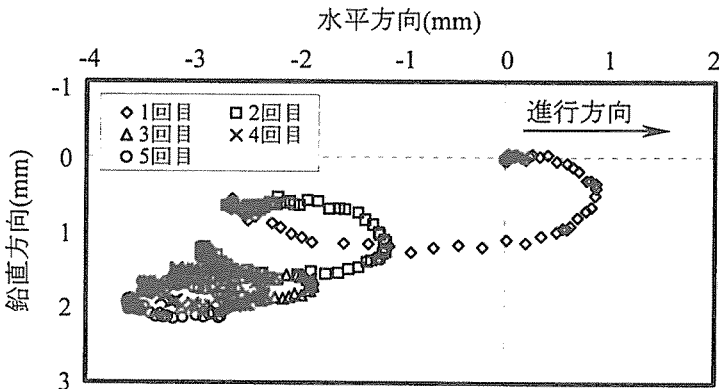 水平方向(mm)
-4 -3 -2 -1 0 1 2
-1
0
1
2
3
鉛直方向(mm)
1回目 2回目
3回目 4回目
5回目
進行方向